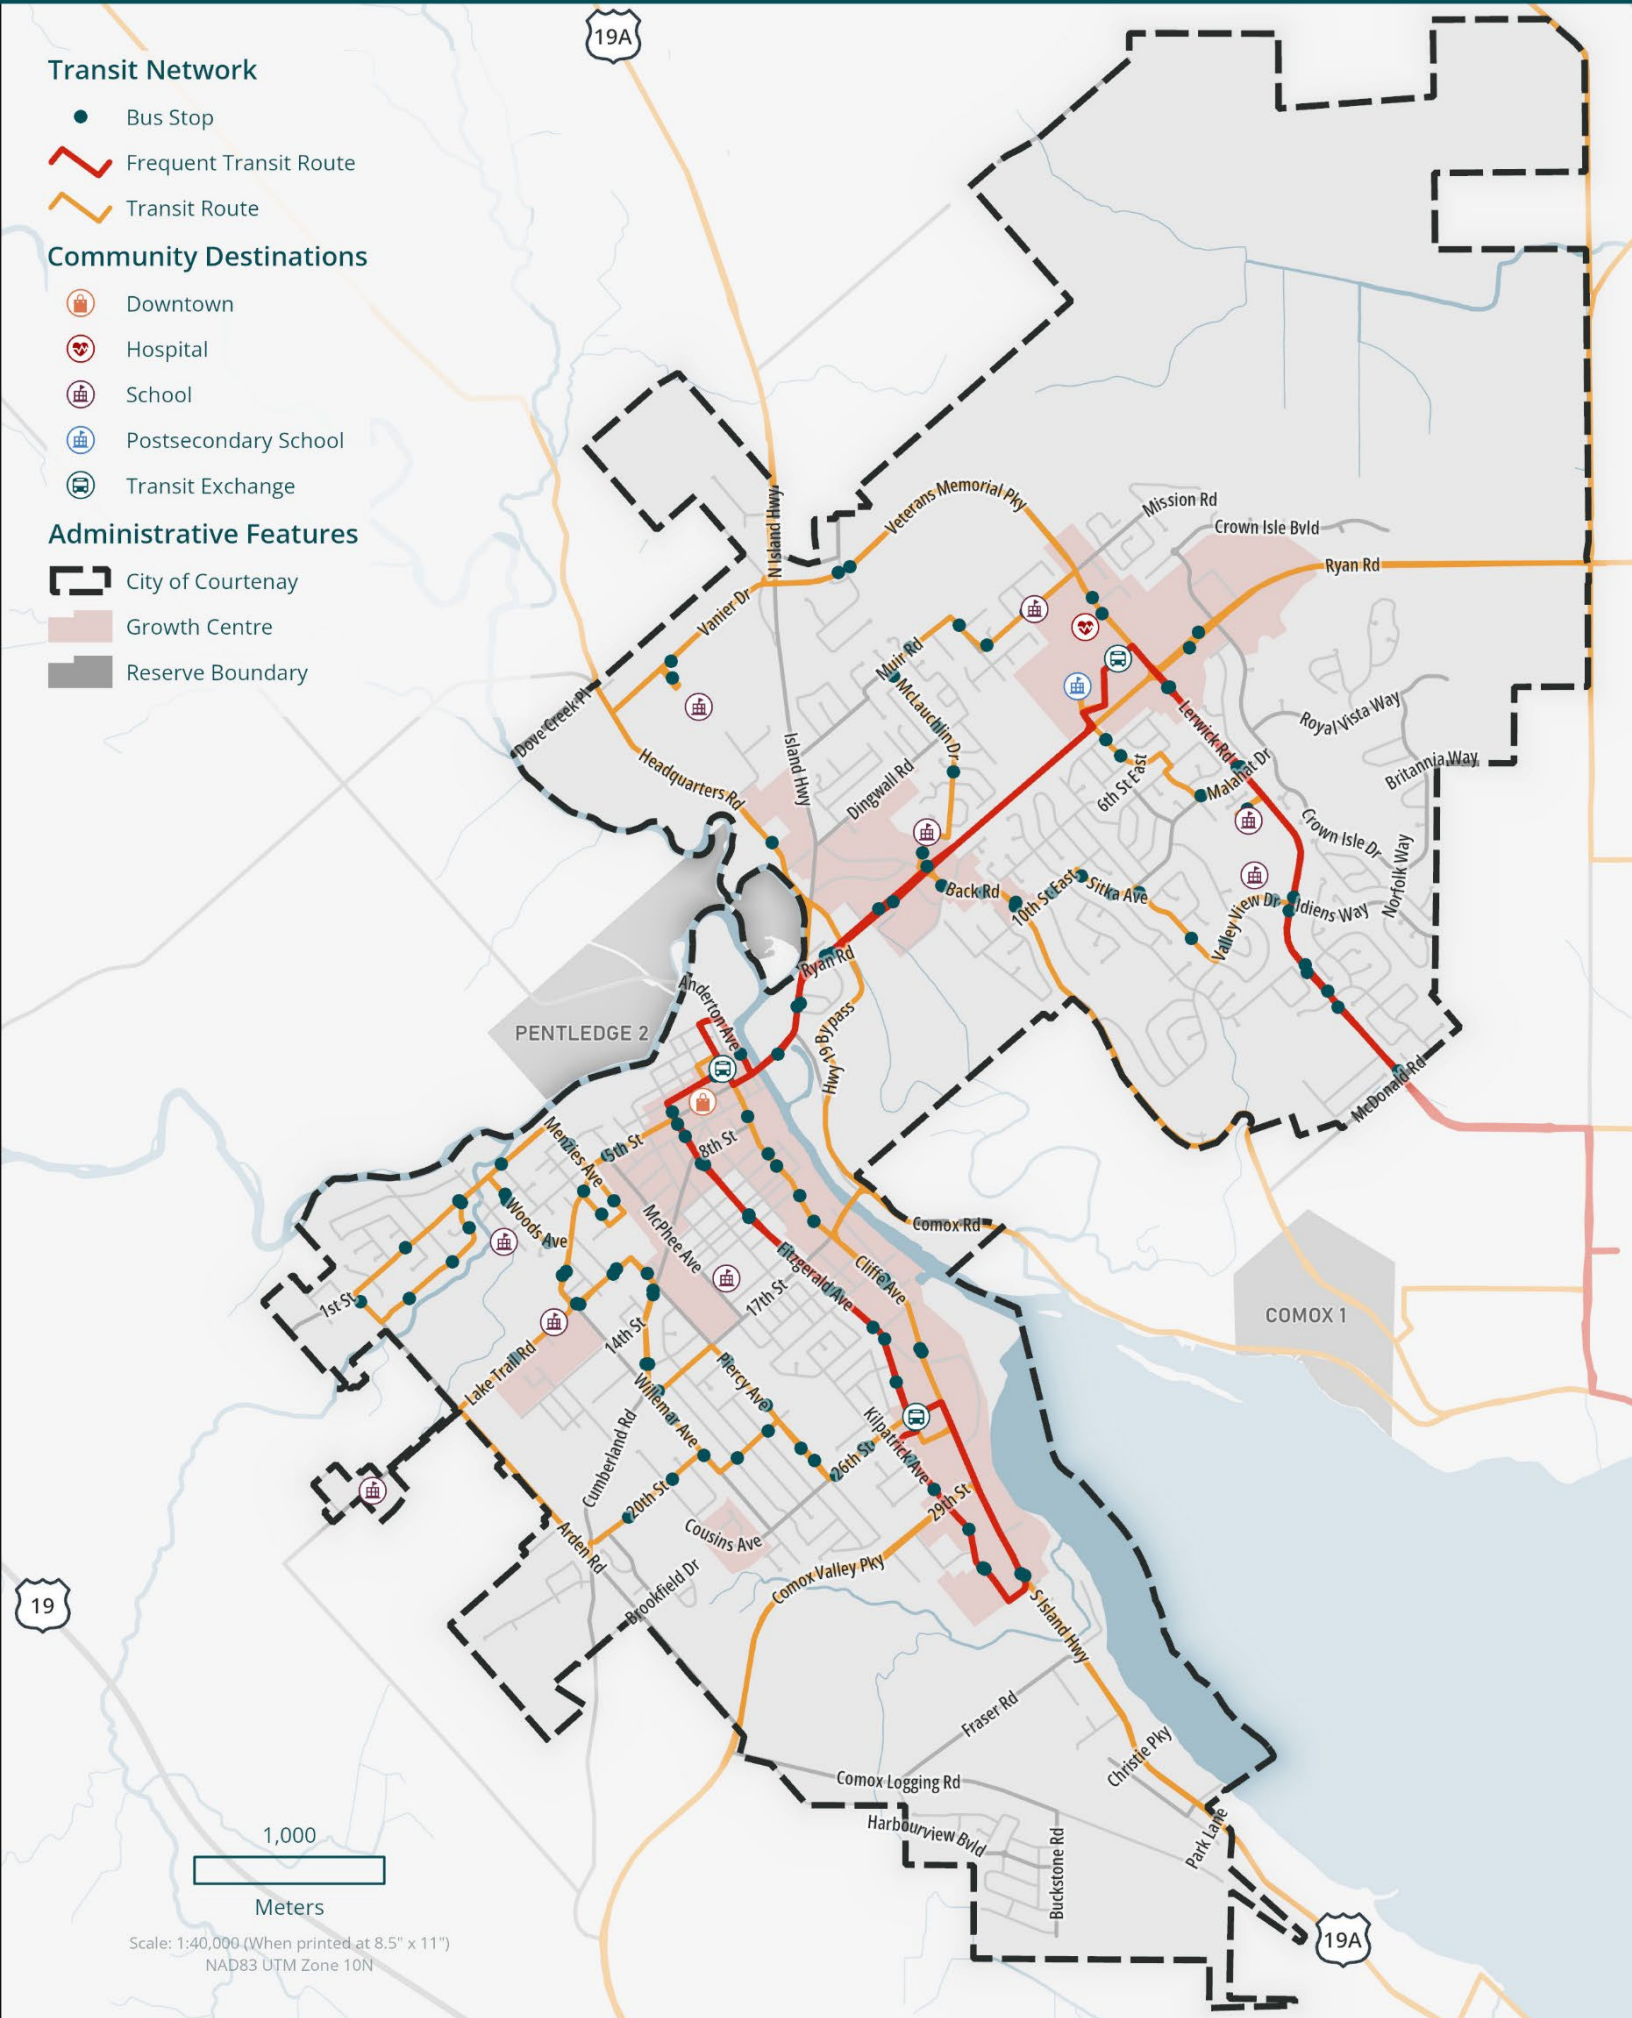 19A
Transit Network
Bus Stop
Frequent Transit Route
Transit Route
Community Destinations
Downtown
Hospital
School
Postsecondary School
Transit Exchange
Administrative Features
City of Courtenay
Growth Centre
Reserve Boundary
N Island Hwy
Veterans Memorial Pky
Mission Rd
Crown Isle Bvld
Ryan Rd
Vanier Dr
Muir Rd
McLauchlin Dr
Dove Creek Pl
Headquarters Rd
Island Hwy
Dingwall Rd
Lerwick Rd
Royal Vista Way
Britannia Way
6th St East
Malahat Dr
Crown Isle Dr
Norfolk Way
Back Rd
10th St East
Sitka Ave
Valley View Dr
Idiens Way
Ryan Rd
Anderton Ave
Hwy 19 By pass
PENTLEDGE 2
McDonald Rd
Menzies Ave
5th St
8th St
Woods Ave
McPhee Ave
Comox Rd
Fitzgerald Ave
Cliffe Ave
17th St
1st St
14th St
COMOX 1
Lake Trail Rd
Piercy Ave
Willemar Ave
Kilpatrick Ave
Cumberland Rd
26th St
20th St
29th St
Cousins Ave
Arden Rd
Comox Valley Pky
Brookfield Dr
S Island Hwy
19
Fraser Rd
Christie Pky
Comox Logging Rd
Harbourview Bvld
Park Lane
Buckstone Rd
1,000
Meters
Scale: 1:40,000 (When printed at 8.5" x 11")
NAD83 UTM Zone 10N
19A